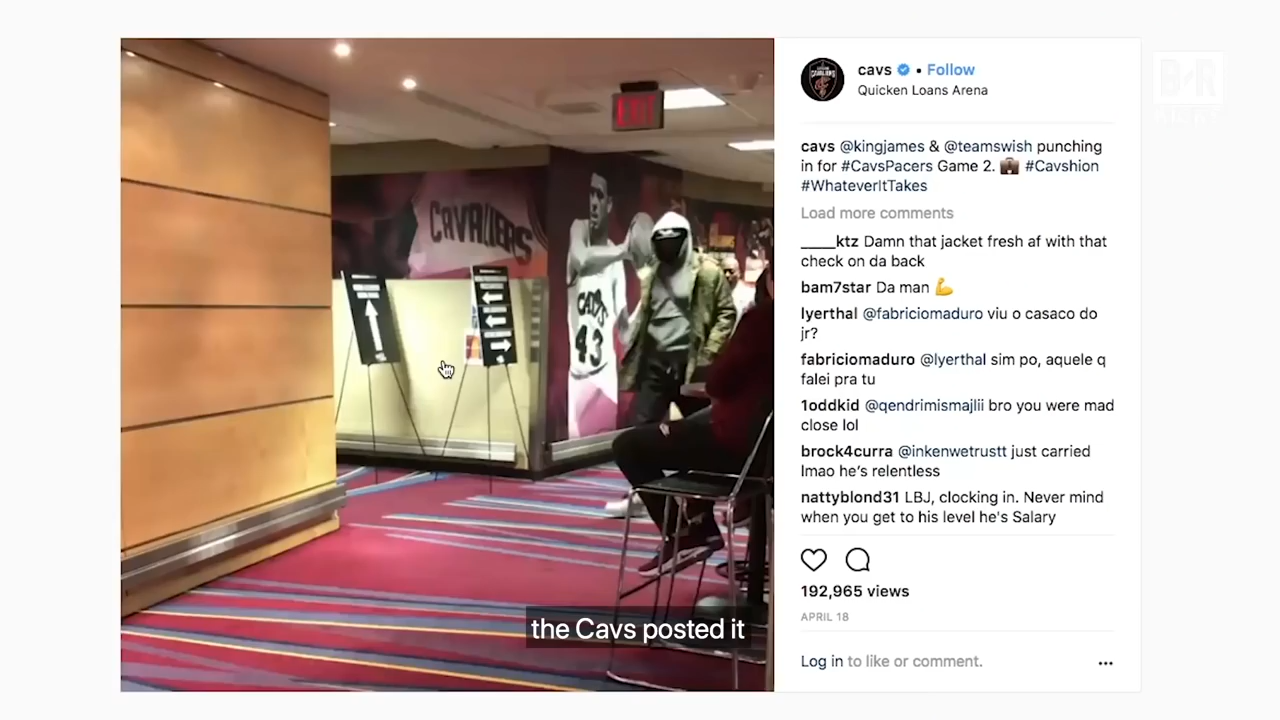 EXIT
CAVALIERS
CAVS
43
the Cavs posted it
cavs • Follow
Quicken Loans Arena
cavs @kingjames & @teamswish punching
in for #CavsPacers Game 2. 💼 #Cavshion
#WhateverItTakes
Load more comments
_____ktz Damn that jacket fresh af with that
check on da back
bam7star Da man 💪
lyerthal @fabriciomaduro viu o casaco do
jr?
fabriciomaduro @lyerthal sim po, aquele q
falei pra tu
1oddkid @qendrimismajlii bro you were mad
close lol
brock4curra @inkenwetrustt just carried
lmao he's relentless
nattyblond31 LBJ, clocking in. Never mind
when you get to his level he's Salary
192,965 views
APRIL 18
Log in to like or comment.
B R